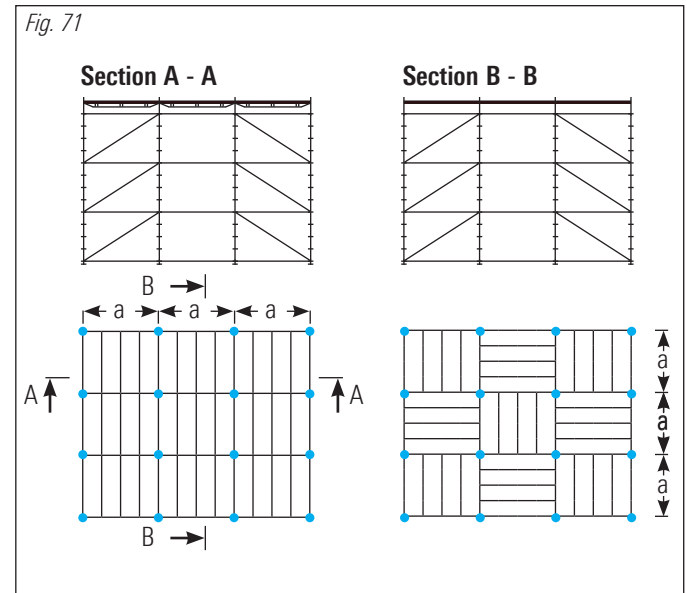 Fig. 71
Section A - A
Section B - B
B
a a a
A A
a
a
a
B